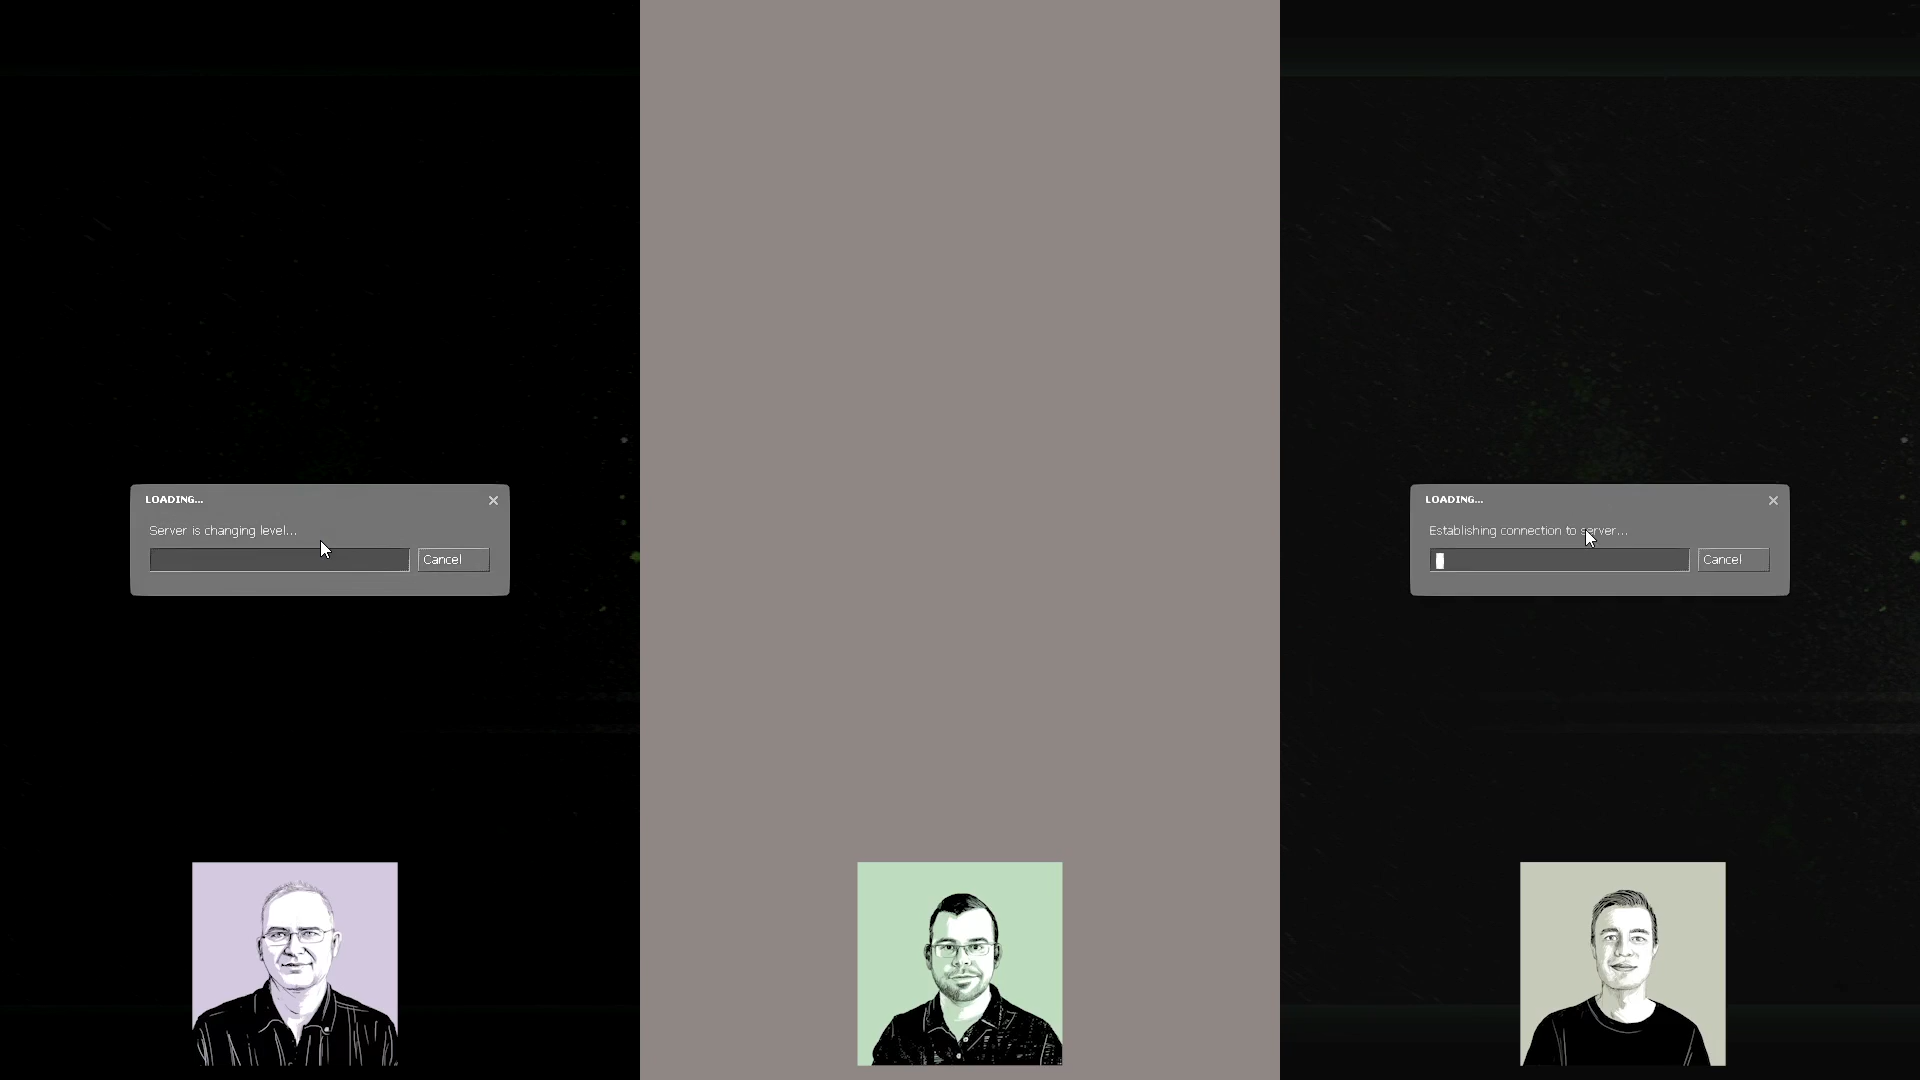 LOADING...
Server is changing level...
Cancel
LOADING...
Establishing connection to server...
Cancel